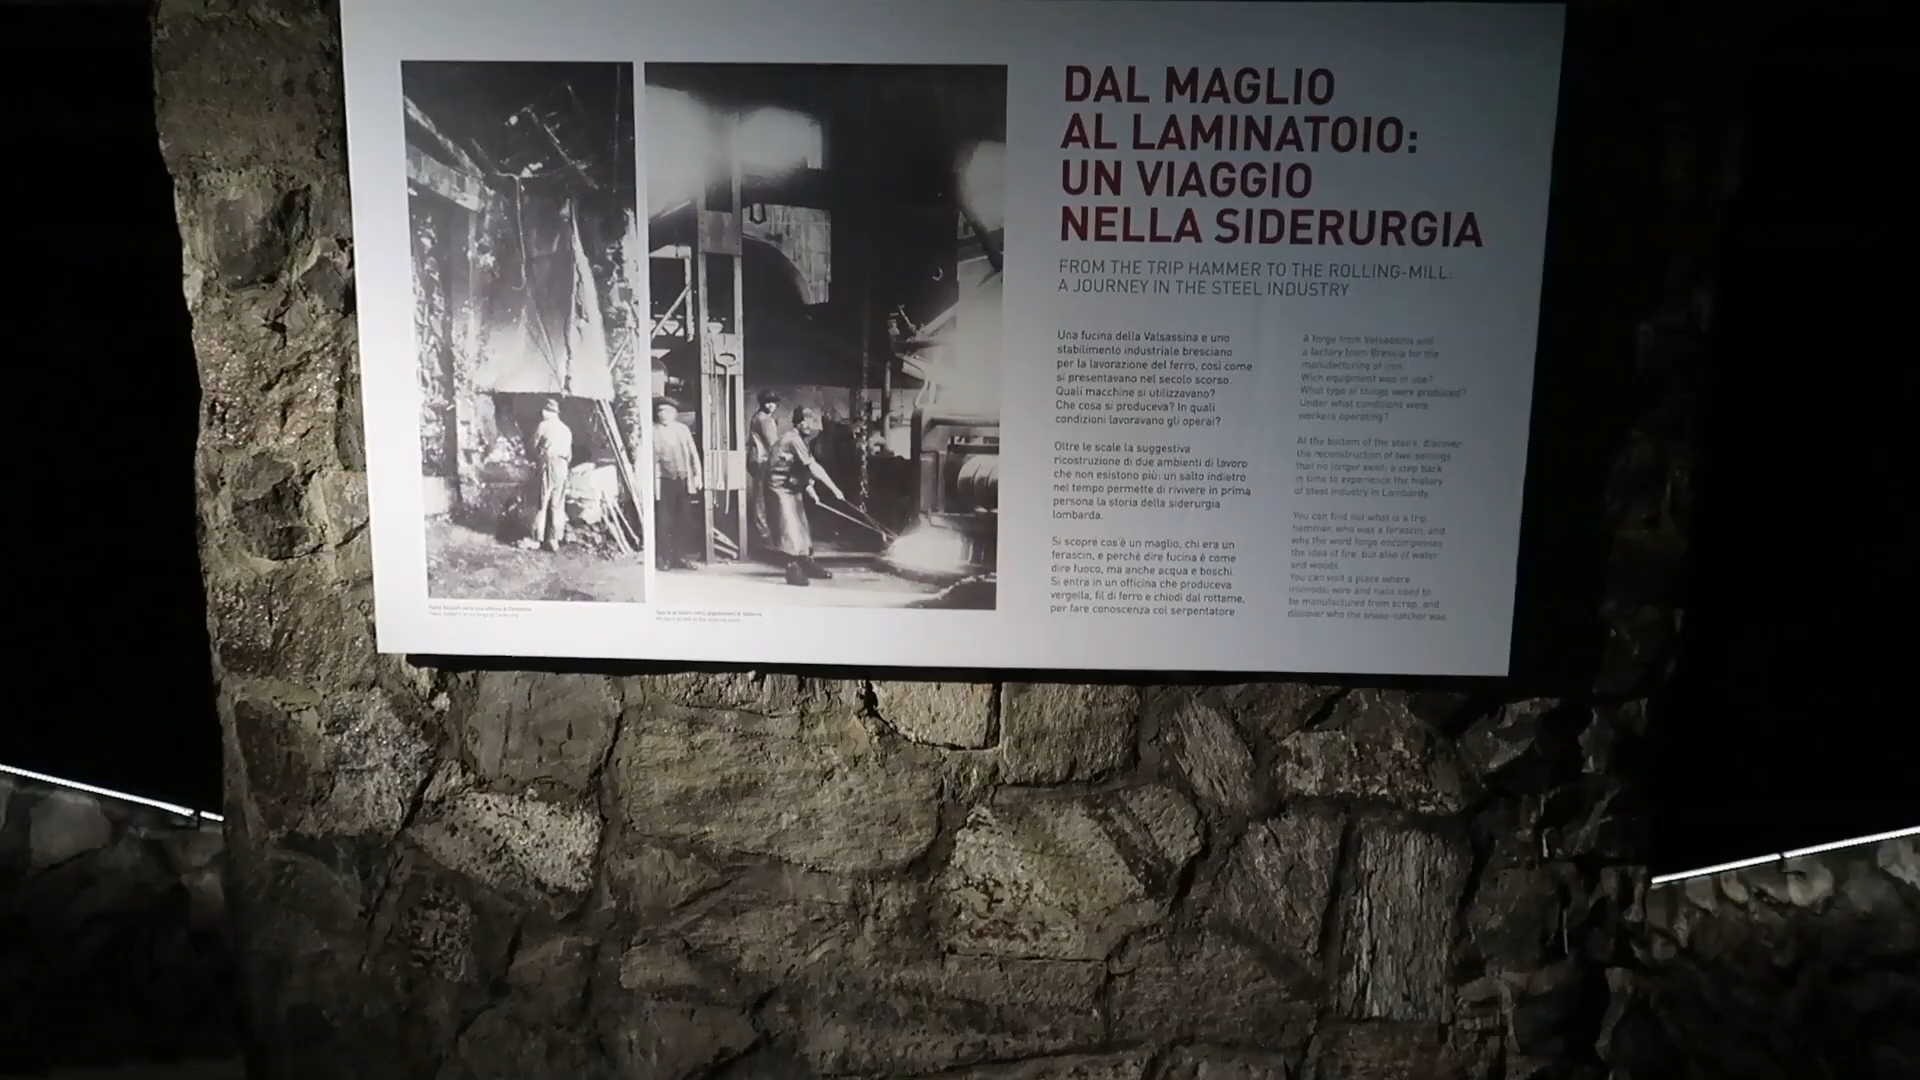 DAL MAGLIO
AL LAMINATOIO:
UN VIAGGIO
NELLA SIDERURGIA
FROM THE TRIP HAMMER TO THE ROLLING-MILL:
A JOURNEY IN THE STEEL INDUSTRY
Una fucina della Valsassina e uno
stabilimento industriale bresciano
per la lavorazione del ferro, così come
si presentavano nel secolo scorso.
Quali macchine si utilizzavano?
Che cosa si produceva? In quali
condizioni lavoravano gli operai?
Oltre le scale la suggestiva
ricostruzione di due ambienti di lavoro
che non esistono più: un salto indietro
nel tempo permette di rivivere in prima
persona la storia della siderurgia
lombarda.
Si scopre cos'è un maglio, chi era un
ferascin, e perché dire fucina è come
dire fuoco, ma anche acqua e boschi.
Si entra in un officina che produceva
vergella, fil di ferro e chiodi dal rottame,
per fare conoscenza col serpentatore
A forge from Valsassina and
a factory from Brescia for the
manufacturing of iron.
Wich equipment was in use?
What type of things were produced?
Under what conditions were
workers operating?
At the bottom of the stairs, discover
the reconstruction of two settings
that no longer exist: a step back
in time to experience the history
of steel industry in Lombardy.
You can find out what is a trip
hammer, who was a ferascin, and
why the word forge encompasses
the idea of fire, but also of water
and woods.
You can visit a place where
ironrods, wire and nails used to
be manufactured from scrap, and
discover who the snake-catcher was.